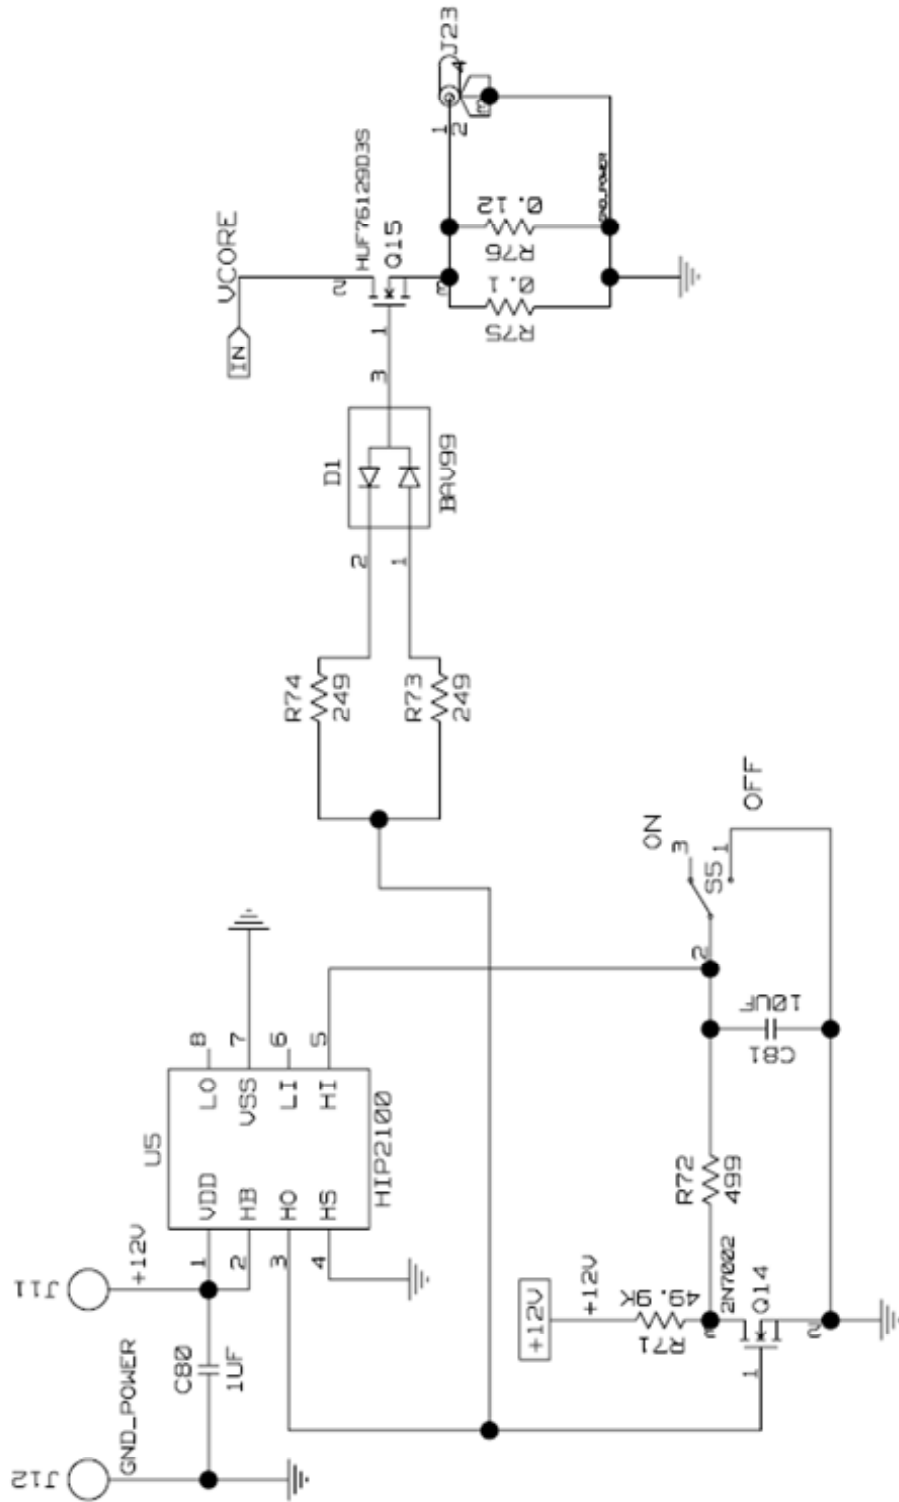 J23
4
3
1
2
HUF76129D3S
VCORE
2
Q15
IN
1
3
3
GND_POWER
0.12
R76
0.1
R75
D1
BAV99
2
1
R74
249
R73
249
ON
OFF
3
S5
1
2
10UF
C81
8
7
6
5
LO
VSS
LI
HI
U5
HIP2100
VDD
HB
HO
HS
1
2
3
4
R72
499
J11
+12V
+12V
+12V
49.9K
R71
2N7002
Q14
3
1
2
C80
1UF
GND_POWER
J12